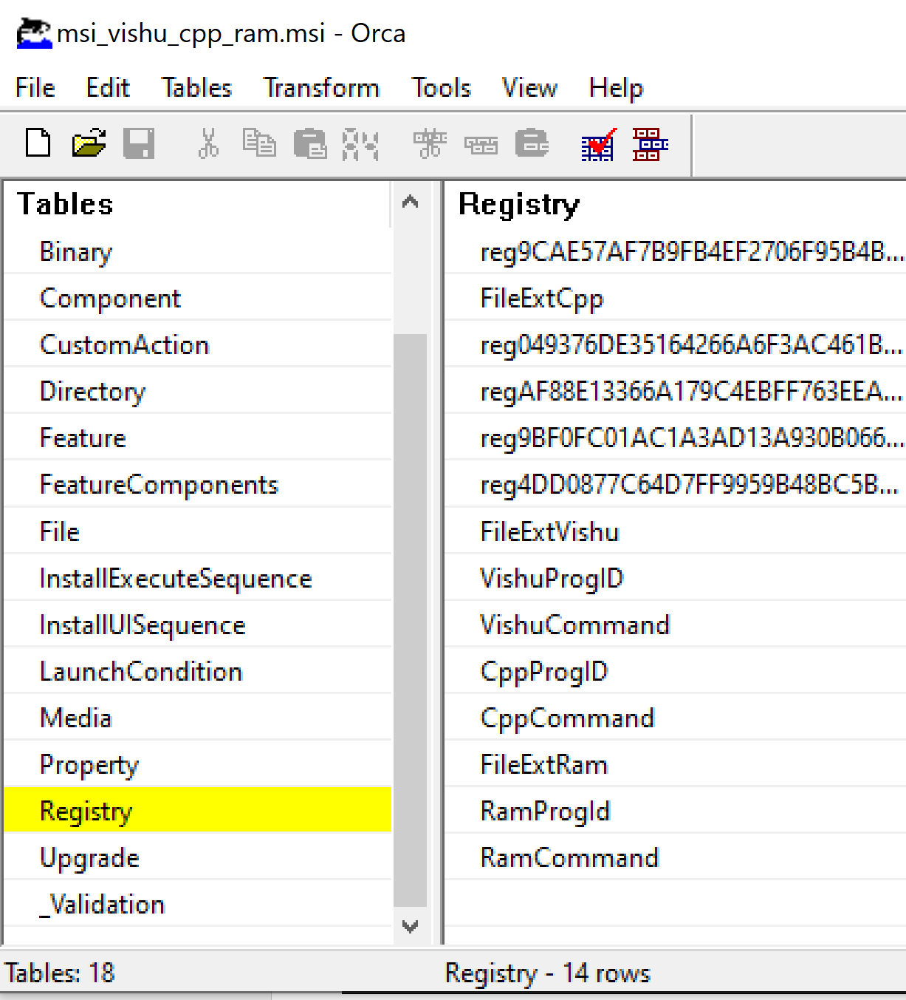 msi_vishu_cpp_ram.msi - Orca
File Edit Tables Transform Tools View Help
Tables
Binary
Component
CustomAction
Directory
Feature
FeatureComponents
File
InstallExecuteSequence
InstallUISequence
LaunchCondition
Media
Property
Registry
Upgrade
_Validation
Registry
reg9CAE57AF7B9FB4EF2706F95B4B...
FileExtCpp
reg049376DE35164266A6F3AC461B...
regAF88E13366A179C4EBFF763EEA...
reg9BF0FC01AC1A3AD13A930B066...
reg4DD0877C64D7FF9959B48BC5B...
FileExtVishu
VishuProgID
VishuCommand
CppProgID
CppCommand
FileExtRam
RamProgId
RamCommand
Tables: 18
Registry - 14 rows